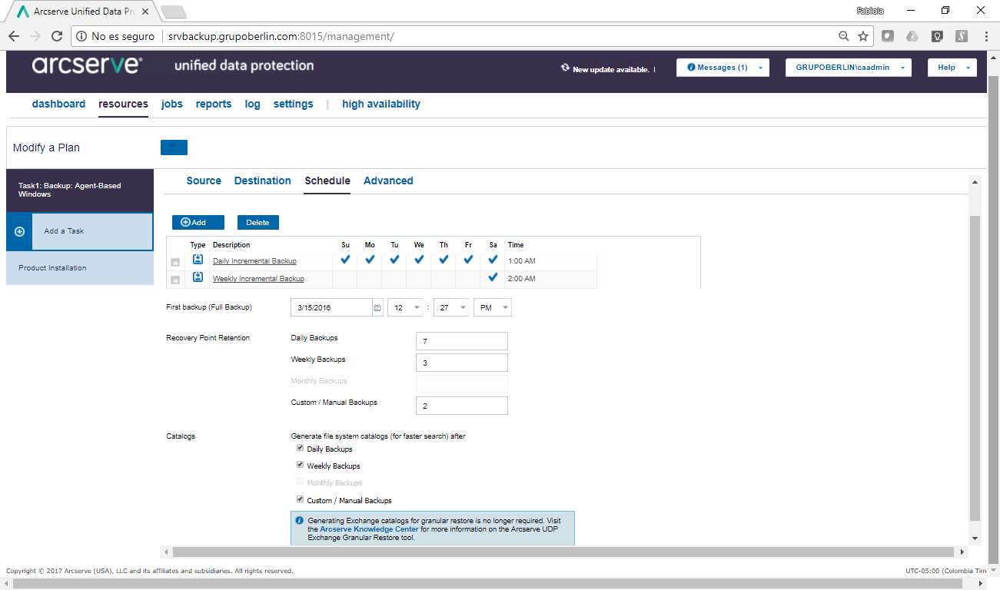 Arcserve Unified Data Pro
Fabiola
No es seguro srvbackup.grupoberlin.com:8015/management/
arcserve® unified data protection
New update available. Messages (1) GRUPOBERLIN\caadmin Help
dashboard resources jobs reports log settings | high availability
Modify a Plan
Task1: Backup: Agent-Based
Windows
Add a Task
Product Installation
Source Destination Schedule Advanced
Add Delete
Type Description Su Mo Tu We Th Fr Sa Time
Daily Incremental Backup 1:00 AM
Weekly Incremental Backup 2:00 AM
First backup (Full Backup) 3/15/2016 12 : 27 PM
Recovery Point Retention Daily Backups 7
Weekly Backups 3
Monthly Backups
Custom / Manual Backups 2
Catalogs Generate file system catalogs (for faster search) after
Daily Backups
Weekly Backups
Monthly Backups
Custom / Manual Backups
Generating Exchange catalogs for granular restore is no longer required. Visit
the Arcserve Knowledge Center for more information on the Arcserve UDP
Exchange Granular Restore tool.
Copyright © 2017 Arcserve (USA), LLC and its affiliates and subsidiaries. All rights reserved. UTC-05:00 (Colombia Tim